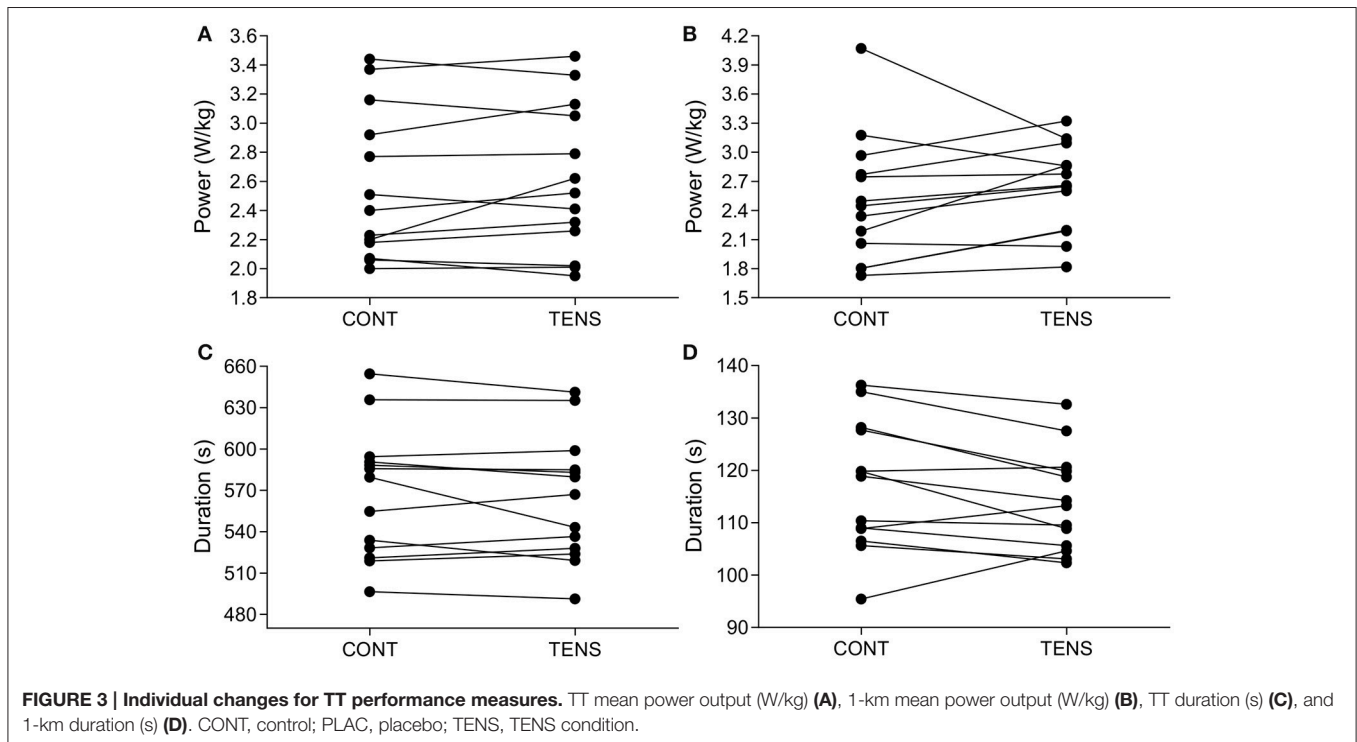 A
3.6
3.4
3.2
3.0
2.8
2.6
2.4
2.2
2.0
1.8
Power (W/kg)
CONT
TENS
B
4.2
3.9
3.6
3.3
3.0
2.7
2.4
2.1
1.8
1.5
Power (W/kg)
CONT
TENS
C
660
630
600
570
540
510
480
Duration (s)
CONT
TENS
D
140
130
120
110
100
90
Duration (s)
CONT
TENS
FIGURE 3 | Individual changes for TT performance measures. TT mean power output (W/kg) (A), 1-km mean power output (W/kg) (B), TT duration (s) (C), and
1-km duration (s) (D). CONT, control; PLAC, placebo; TENS, TENS condition.